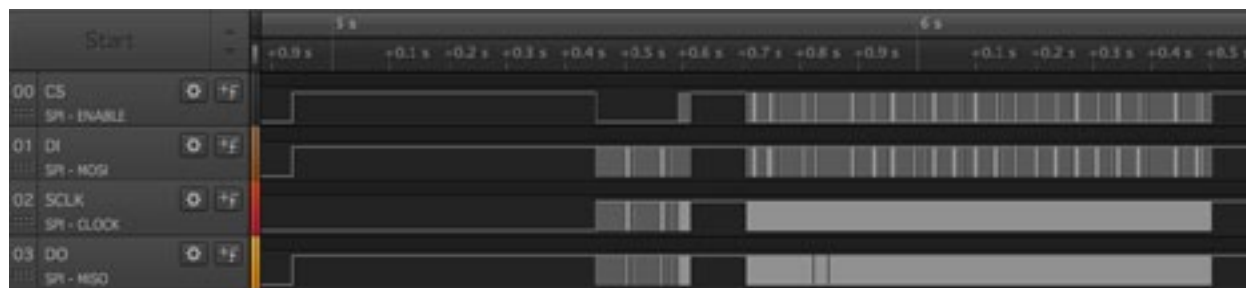 Start
5 s
6 s
+0.9 s +0.1 s +0.2 s +0.3 s +0.4 s +0.5 s +0.6 s +0.7 s +0.8 s +0.9 s +0.1 s +0.2 s +0.3 s +0.4 s +0.5 s
00 CS
SPI - ENABLE
01 DI
SPI - MOSI
02 SCLK
SPI - CLOCK
03 DO
SPI - MISO